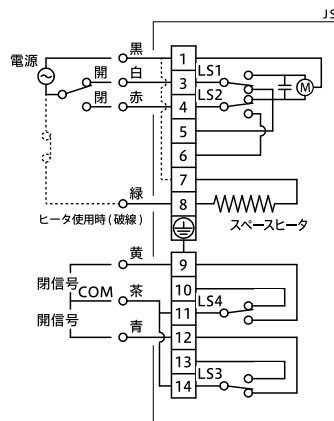 JS
電源
黒
開 白
閉 赤
1
3
4
5
6
7
8
LS1
LS2
M
緑
ヒータ使用時(破線)
スペースヒータ
黄
閉信号
COM 茶
開信号
青
9
10
11
12
13
14
LS4
LS3